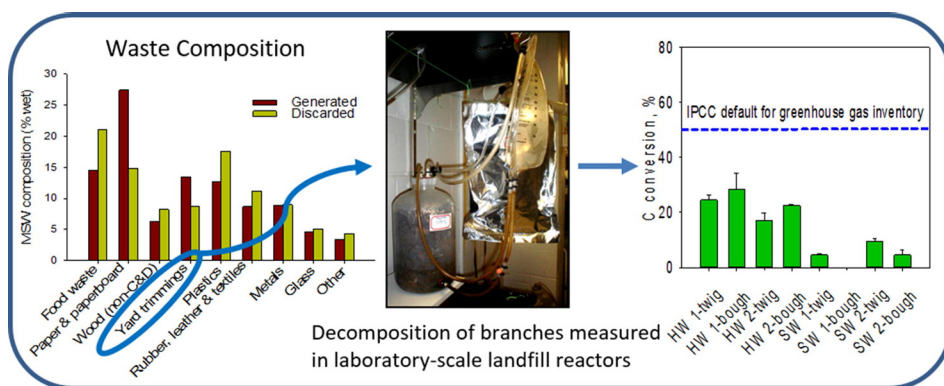 Waste Composition
MSW composition (% wet)
30
25
20
15
10
5
0
Generated
Discarded
Food waste
Paper & paperboard
Wood (non-C&D)
Yard trimmings
Plastics
Rubber, leather & textiles
Metals
Glass
Other
Decomposition of branches measured
in laboratory-scale landfill reactors
C conversion, %
80
60
40
20
0
IPCC default for greenhouse gas inventory
HW 1-twig
HW 1-bough
HW 2-twig
HW 2-bough
SW 1-twig
SW 1-bough
SW 2-twig
SW 2-bough